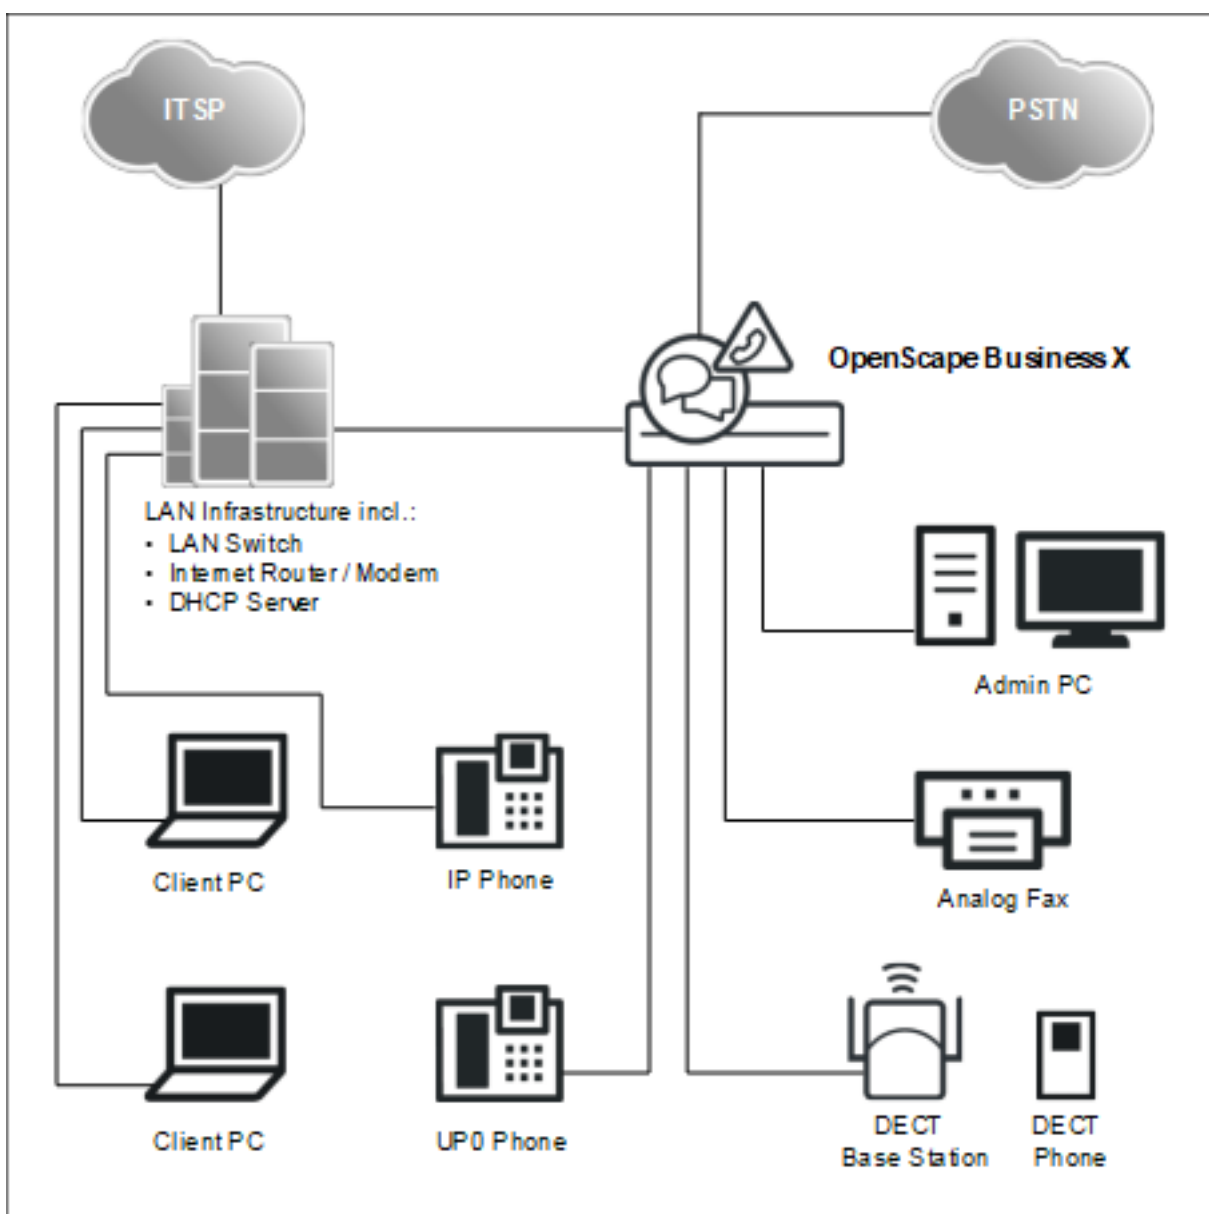 ITSP
PSTN
OpenScape Business X
LAN Infrastructure incl.:
• LAN Switch
• Internet Router / Modem
• DHCP Server
Admin PC
Client PC
IP Phone
Analog Fax
Client PC
UP0 Phone
DECT
Base Station
DECT
Phone